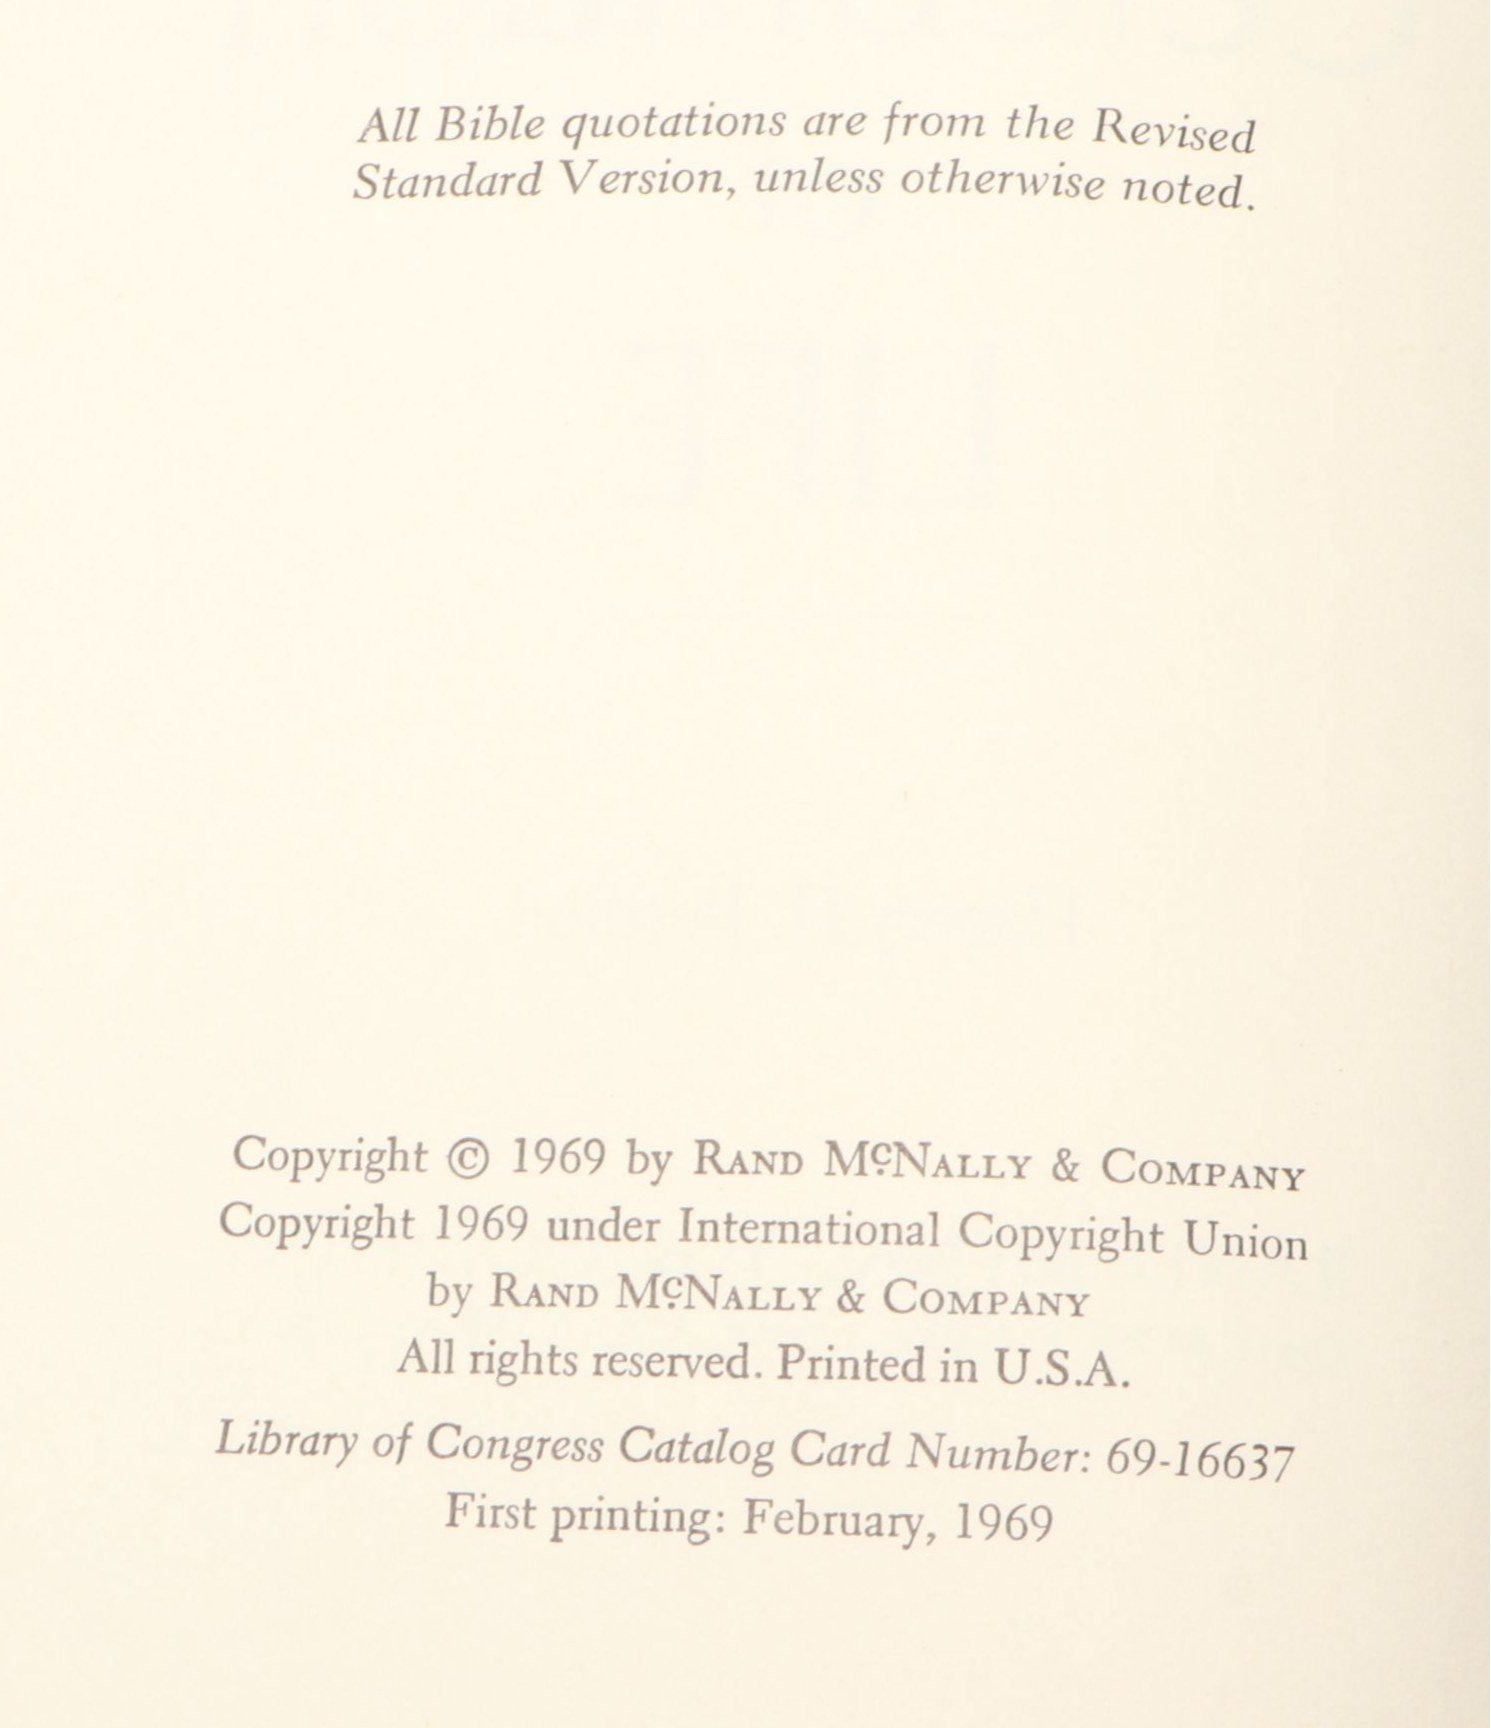 All Bible quotations are from the Revised
Standard Version, unless otherwise noted.
Copyright © 1969 by RAND McNALLY & COMPANY
Copyright 1969 under International Copyright Union
by RAND McNALLY & COMPANY
All rights reserved. Printed in U.S.A.
Library of Congress Catalog Card Number: 69-16637
First printing: February, 1969